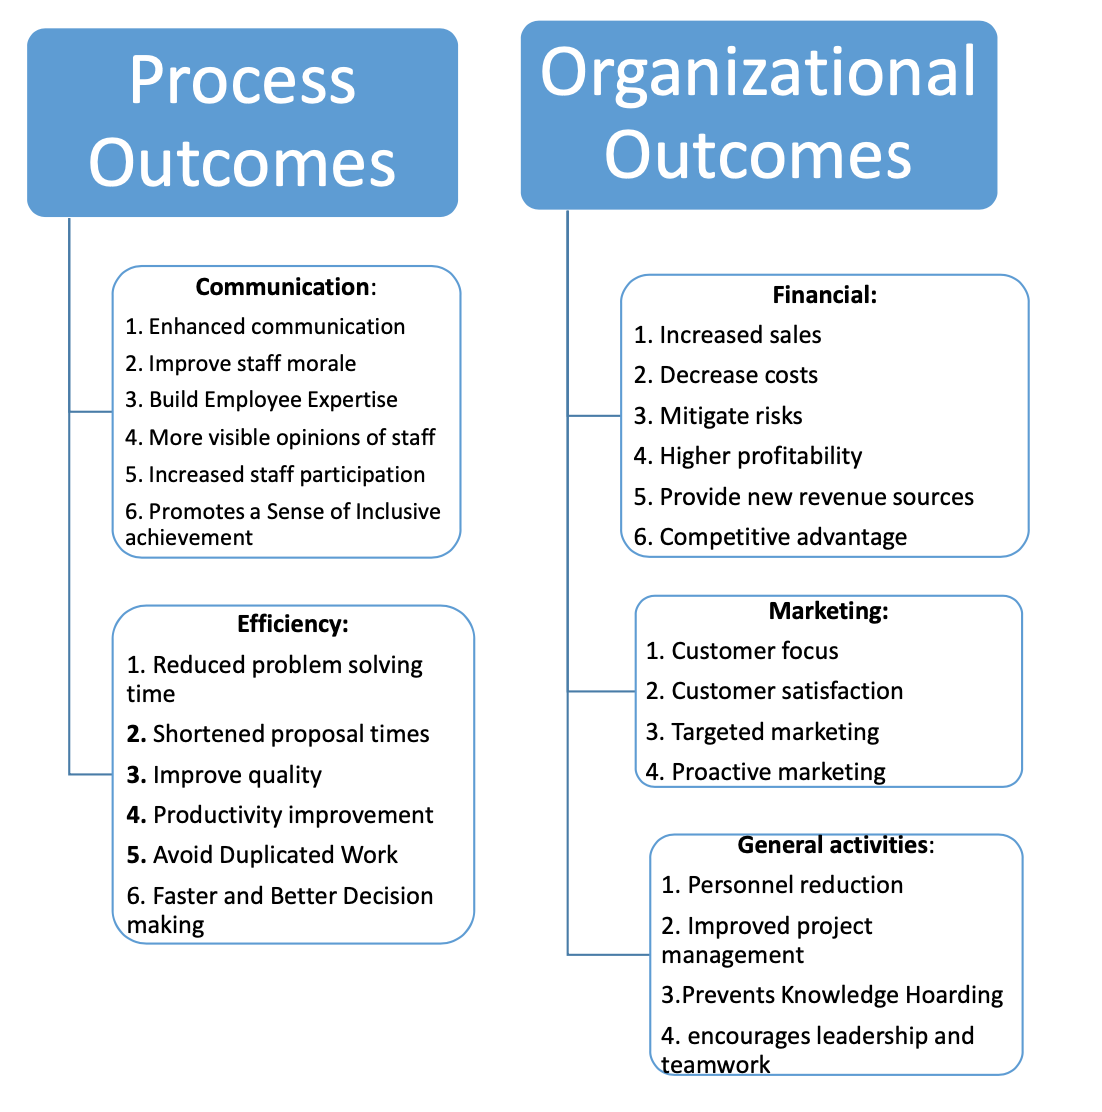 Process
Outcomes
Communication:
1. Enhanced communication
2. Improve staff morale
3. Build Employee Expertise
4. More visible opinions of staff
5. Increased staff participation
6. Promotes a Sense of Inclusive
achievement
Efficiency:
1. Reduced problem solving
time
2. Shortened proposal times
3. Improve quality
4. Productivity improvement
5. Avoid Duplicated Work
6. Faster and Better Decision
making
Organizational
Outcomes
Financial:
1. Increased sales
2. Decrease costs
3. Mitigate risks
4. Higher profitability
5. Provide new revenue sources
6. Competitive advantage
Marketing:
1. Customer focus
2. Customer satisfaction
3. Targeted marketing
4. Proactive marketing
General activities:
1. Personnel reduction
2. Improved project
management
3.Prevents Knowledge Hoarding
4. encourages leadership and
teamwork